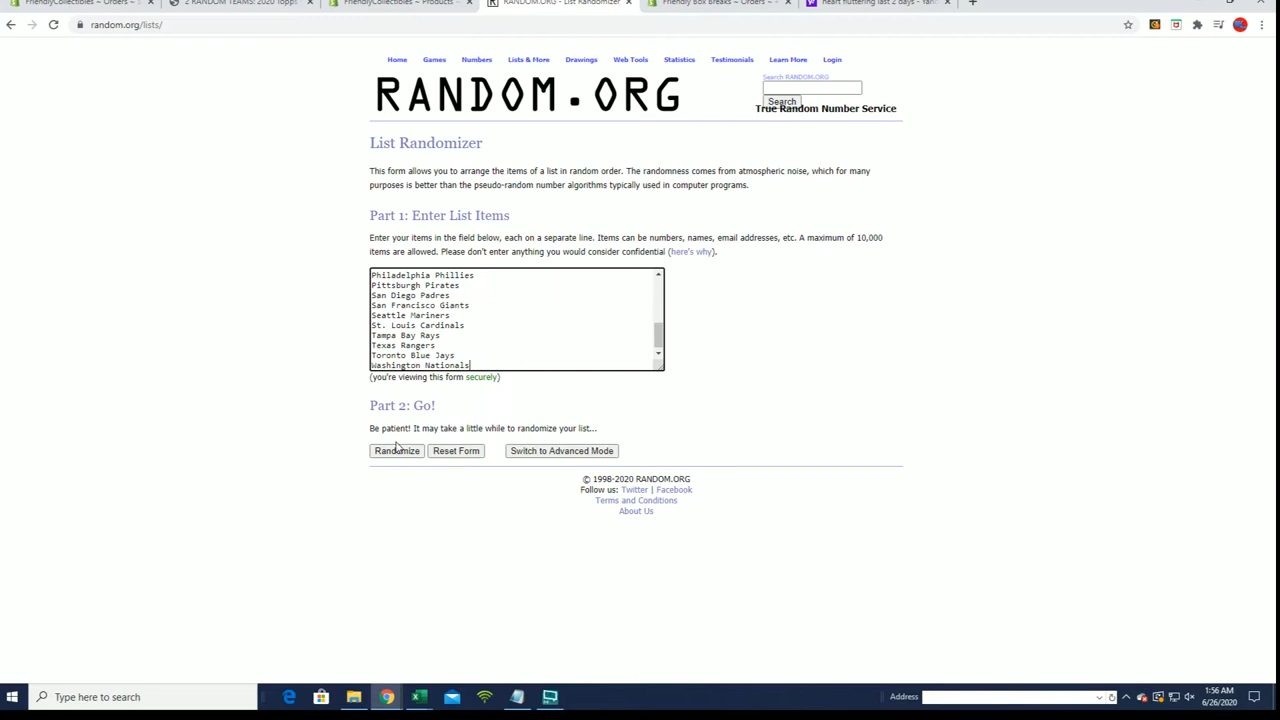 FriendlyCollectibles ~ Orders ~ S
2 RANDOM TEAMS: 2020 Topps
FriendlyCollectibles ~ Products ~
RANDOM.ORG - List Randomizer
Friendly Box Breaks ~ Orders ~
heart fluttering last 2 days - Yaho
random.org/lists/
Home Games Numbers Lists & More Drawings Web Tools Statistics Testimonials Learn More Login
RANDOM.ORG
Search RANDOM.ORG
Search
True Random Number Service
List Randomizer
This form allows you to arrange the items of a list in random order. The randomness comes from atmospheric noise, which for many
purposes is better than the pseudo-random number algorithms typically used in computer programs.
Part 1: Enter List Items
Enter your items in the field below, each on a separate line. Items can be numbers, names, email addresses, etc. A maximum of 10,000
items are allowed. Please don't enter anything you would consider confidential (here's why).
Philadelphia Phillies
Pittsburgh Pirates
San Diego Padres
San Francisco Giants
Seattle Mariners
St. Louis Cardinals
Tampa Bay Rays
Texas Rangers
Toronto Blue Jays
Washington Nationals
(you're viewing this form securely)
Part 2: Go!
Be patient! It may take a little while to randomize your list...
Randomize Reset Form Switch to Advanced Mode
© 1998-2020 RANDOM.ORG
Follow us: Twitter | Facebook
Terms and Conditions
About Us
Type here to search
Address
1:56 AM
6/26/2020